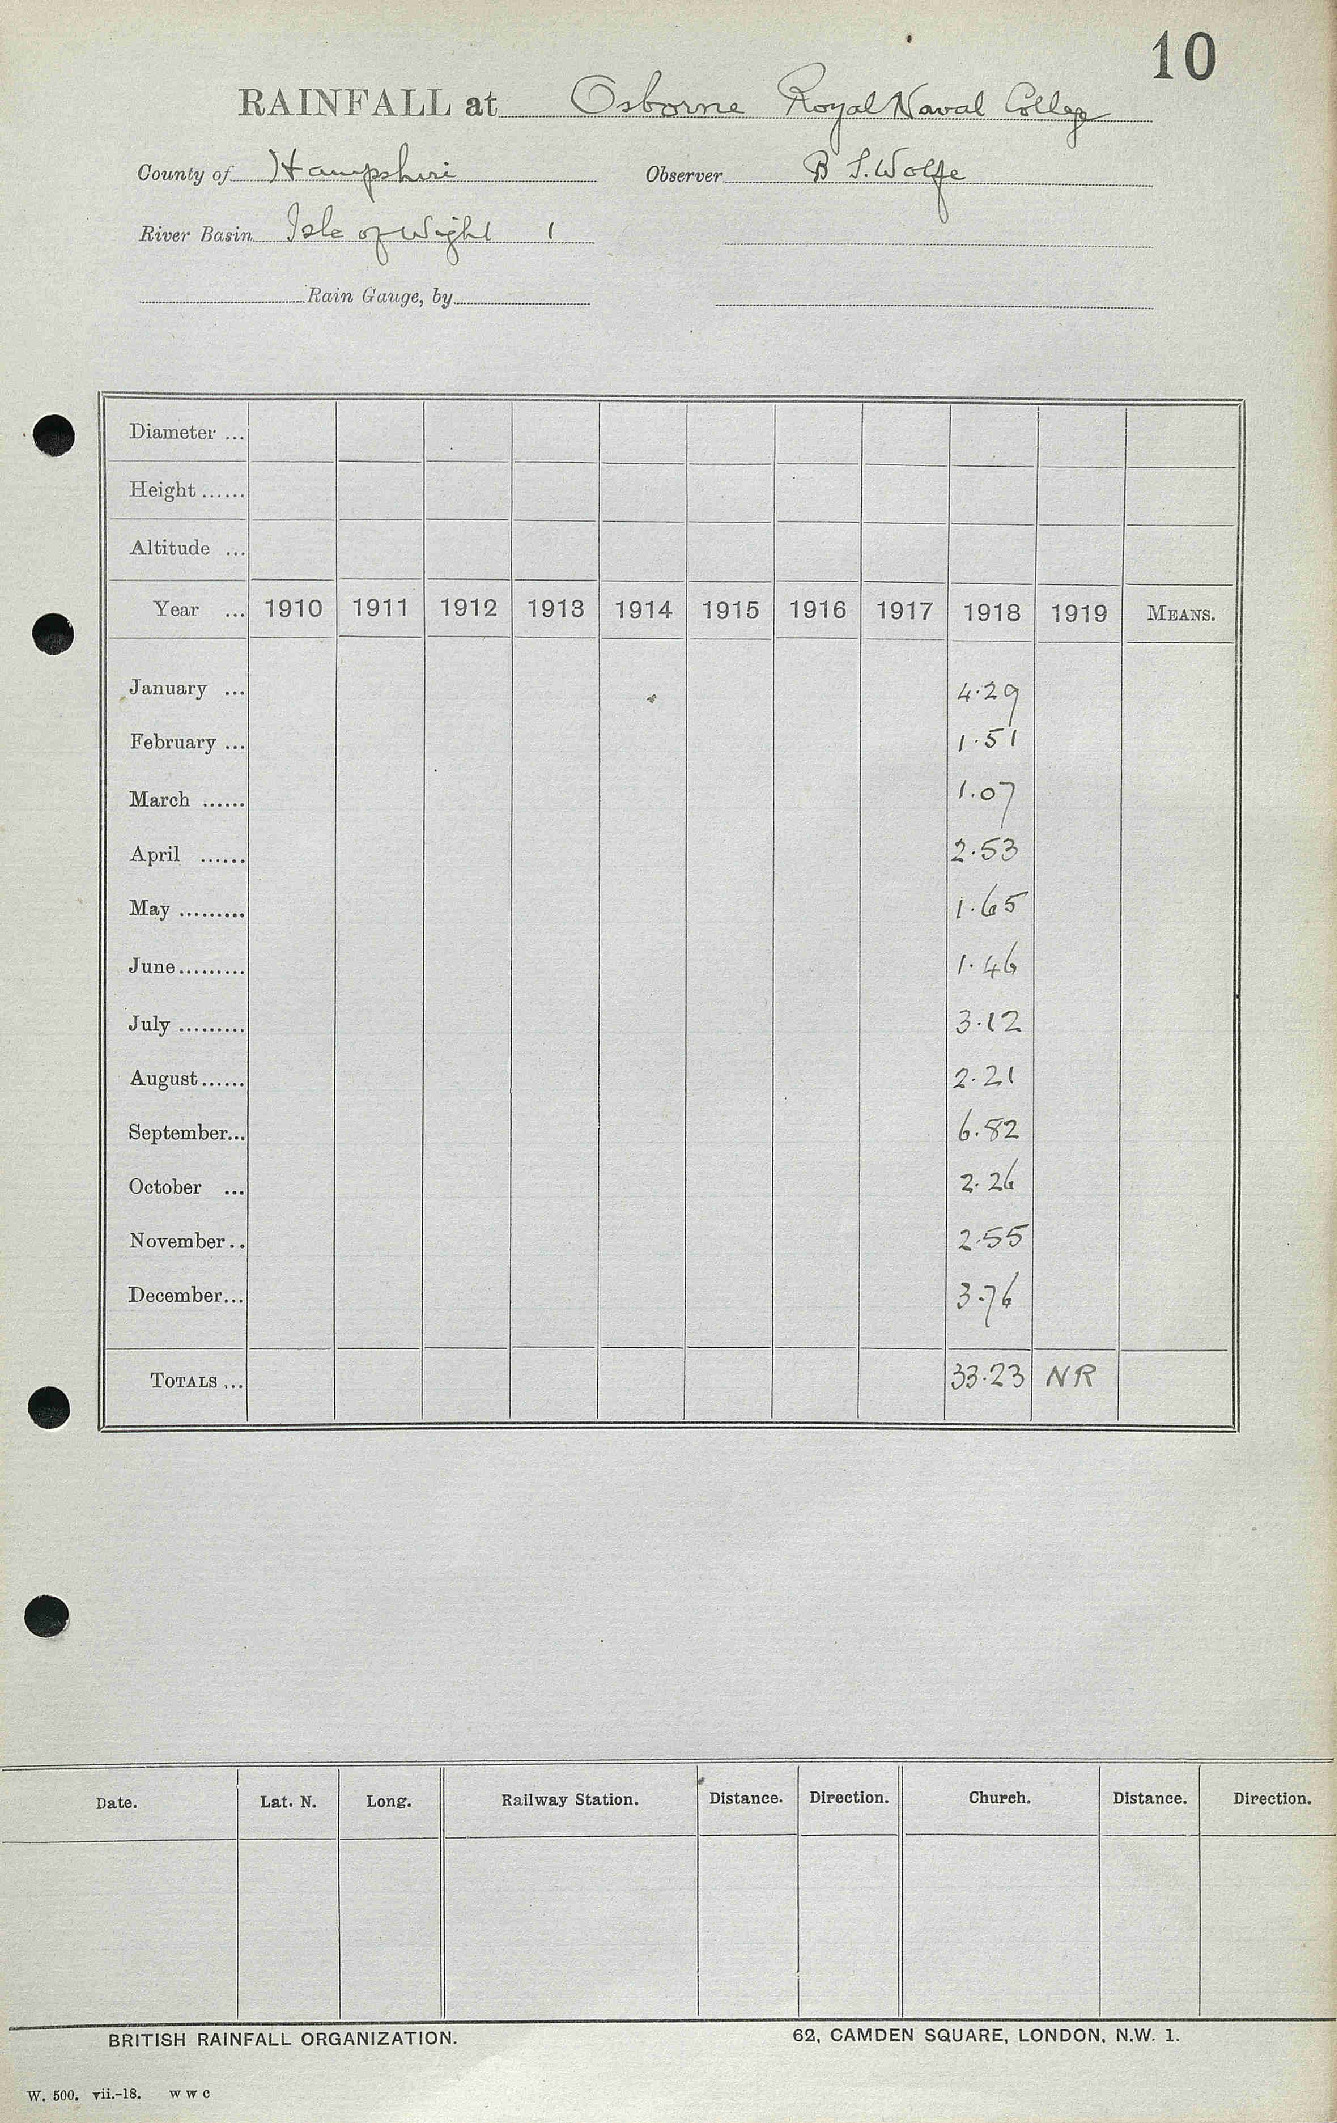 10
RAINFALL at Osborne Royal Naval College
County of Hampshire Observer B S. Wolfe
River Basin Isle of Wight 1
Rain Gauge, by
Diameter ...
Height ......
Altitude ...
Year ... 1910 1911 1912 1913 1914 1915 1916 1917 1918 1919 MEANS.
January ... 4.29
February ... 1.51
March ...... 1.07
April ...... 2.53
May ......... 1.65
June ......... 1.46
July ......... 3.12
August ...... 2.21
September... 6.82
October ... 2.26
November .. 2.55
December... 3.76
TOTALS ... 33.23 NR
Date. Lat. N. Long. Railway Station. Distance. Direction. Church. Distance. Direction.
BRITISH RAINFALL ORGANIZATION. 62, CAMDEN SQUARE, LONDON, N.W. 1.
W. 500. vii.-18. w w c